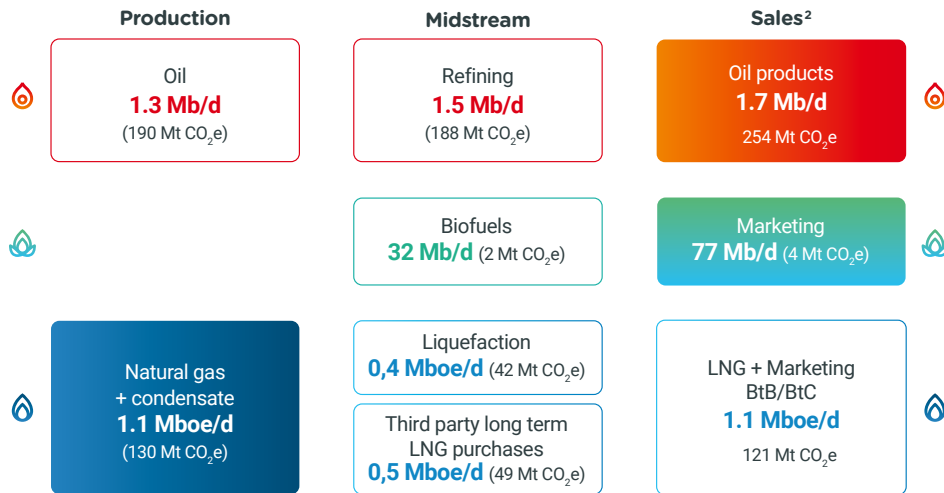 Production
Midstream
Sales²
Oil
1.3 Mb/d
(190 Mt CO₂e)
Refining
1.5 Mb/d
(188 Mt CO₂e)
Oil products
1.7 Mb/d
254 Mt CO₂e
Biofuels
32 Mb/d (2 Mt CO₂e)
Marketing
77 Mb/d (4 Mt CO₂e)
Natural gas
+ condensate
1.1 Mboe/d
(130 Mt CO₂e)
Liquefaction
0,4 Mboe/d (42 Mt CO₂e)
Third party long term
LNG purchases
0,5 Mboe/d (49 Mt CO₂e)
LNG + Marketing
BtB/BtC
1.1 Mboe/d
121 Mt CO₂e